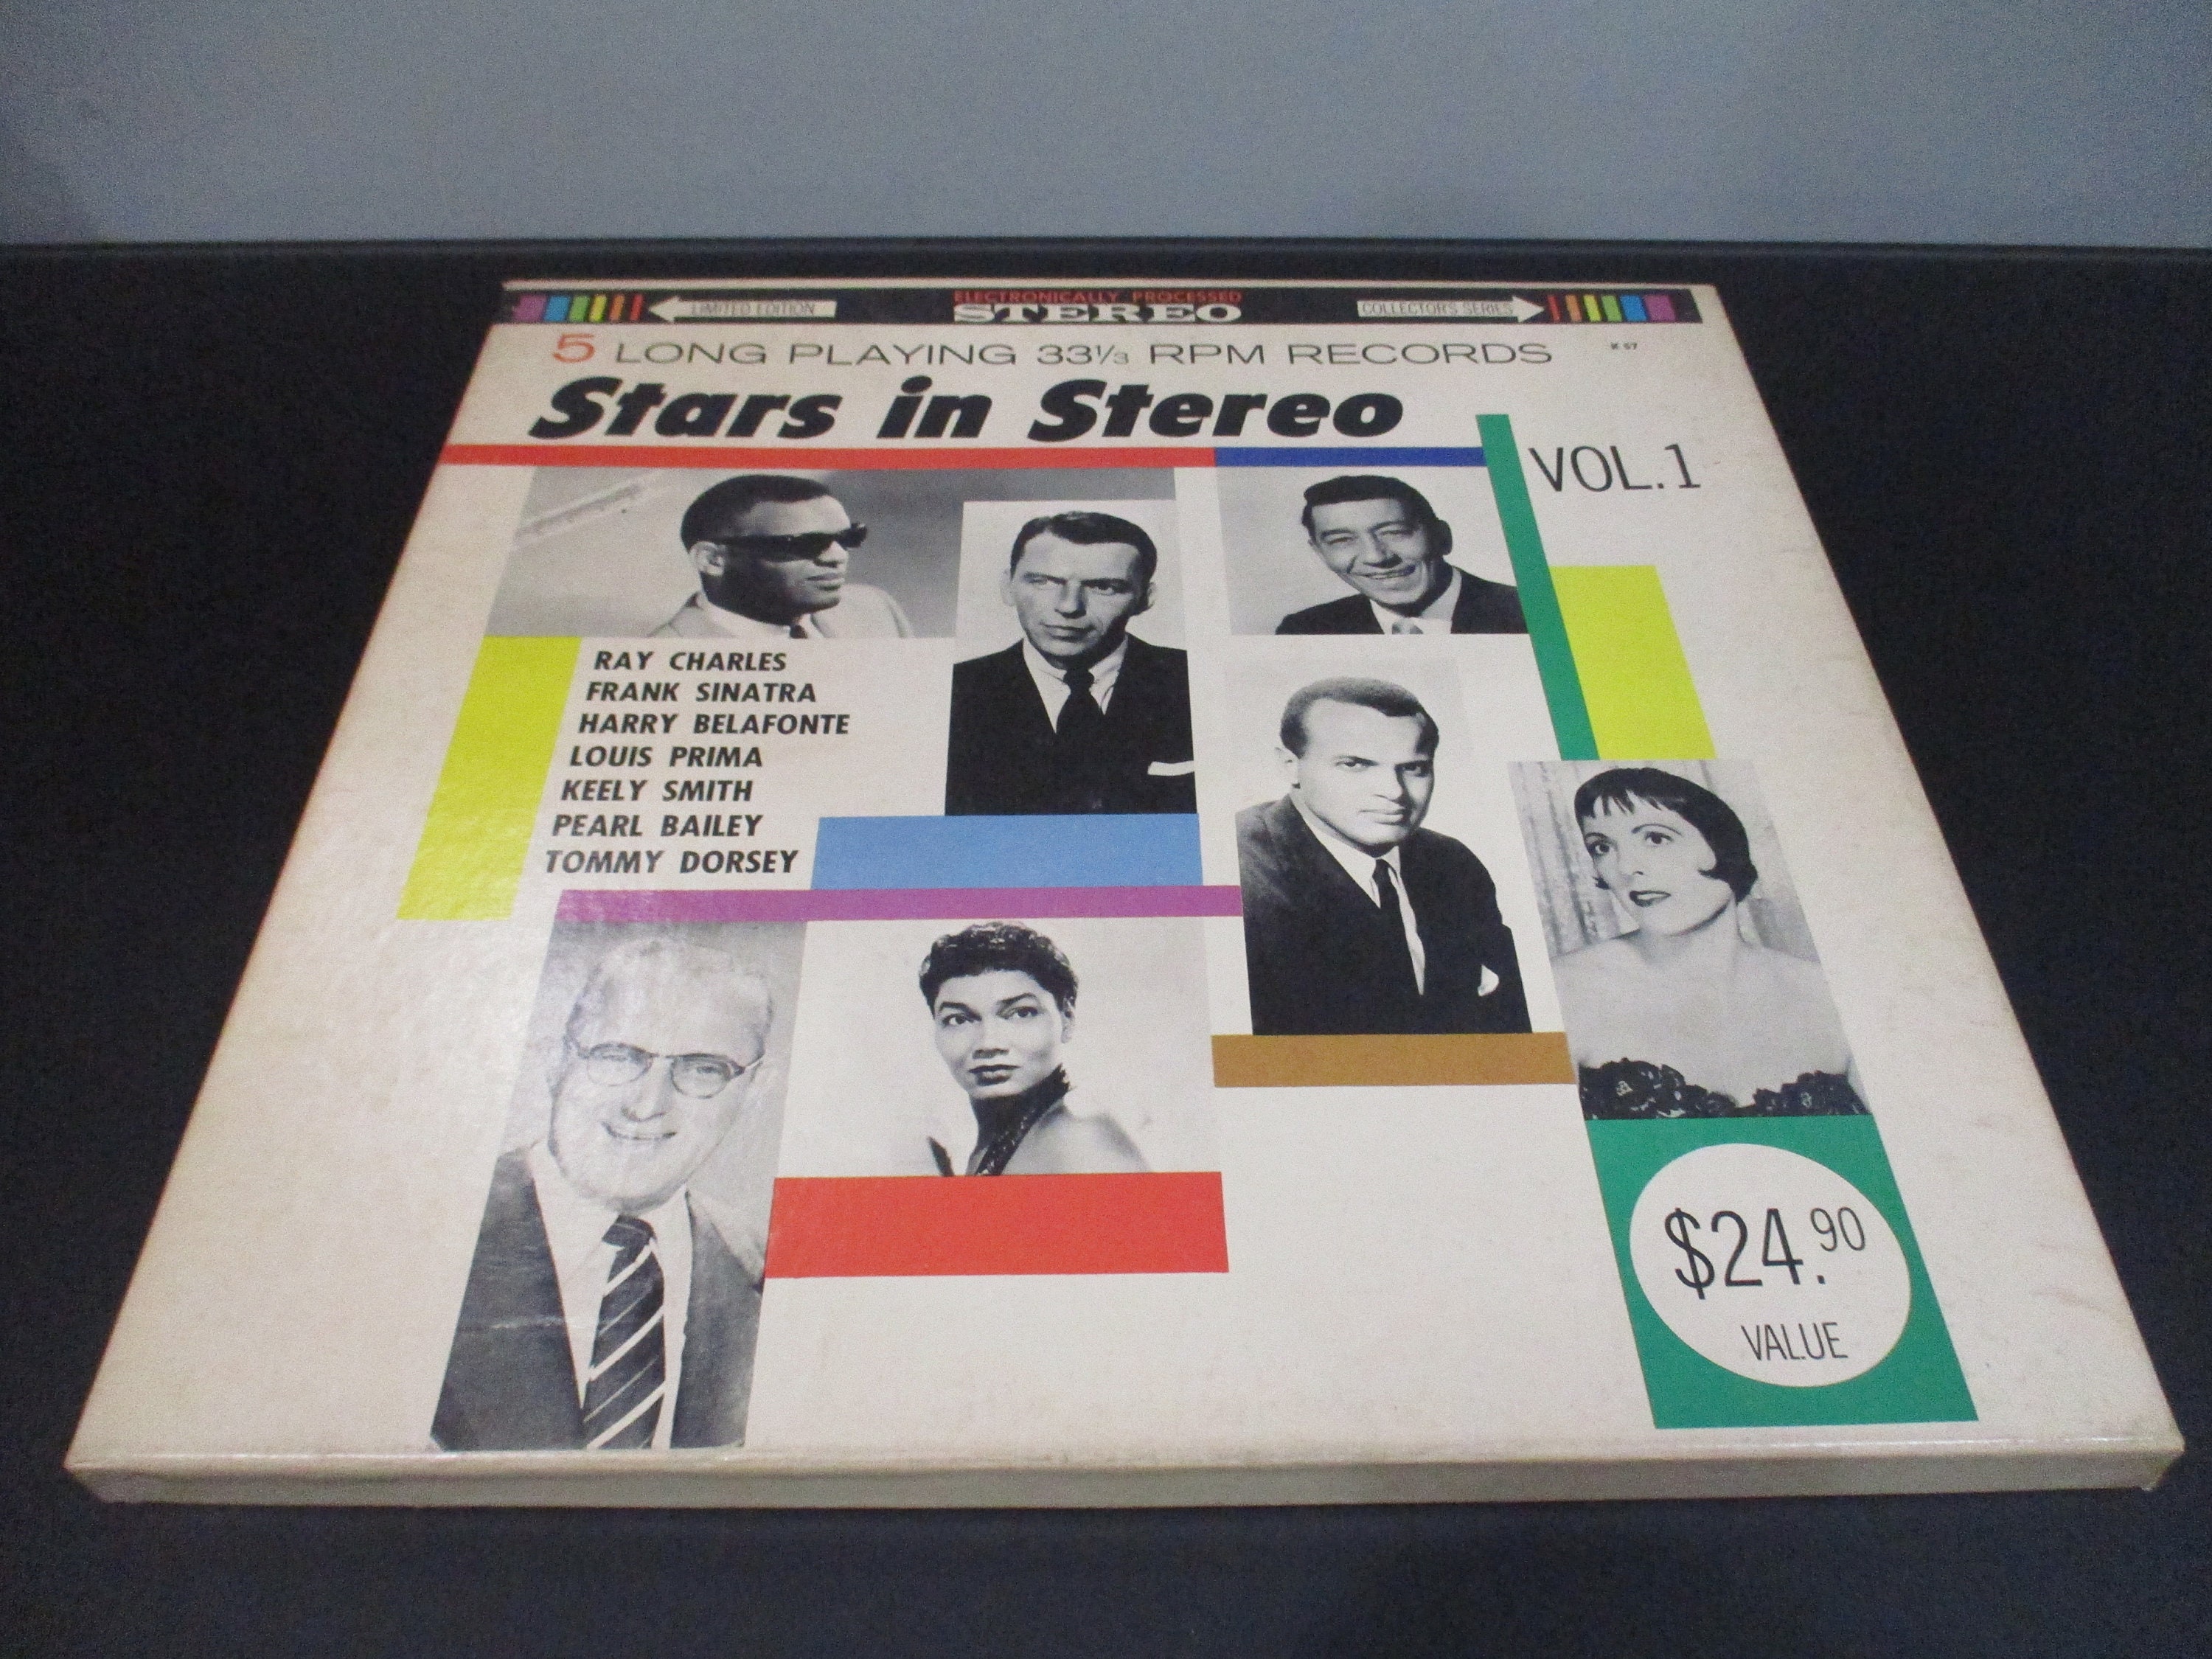 LIMITED EDITION
ELECTRONICALLY PROCESSED
STEREO
COLLECTOR'S SERIES
5 LONG PLAYING 33⅓ RPM RECORDS
K 57
Stars in Stereo
VOL.1
RAY CHARLES
FRANK SINATRA
HARRY BELAFONTE
LOUIS PRIMA
KEELY SMITH
PEARL BAILEY
TOMMY DORSEY
$24.90
VALUE